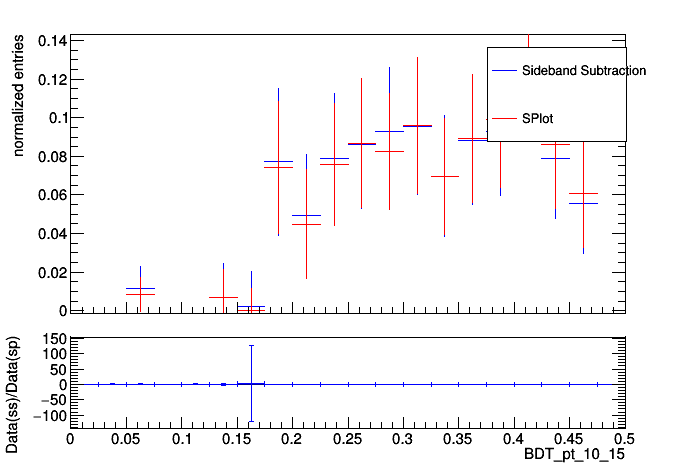 normalized entries
0.14
0.12
0.1
0.08
0.06
0.04
0.02
0
Sideband Subtraction
SPlot
Data(ss)/Data(sp)
150
100
50
0
−50
−100
0 0.05 0.1 0.15 0.2 0.25 0.3 0.35 0.4 0.45 0.5
BDT_pt_10_15